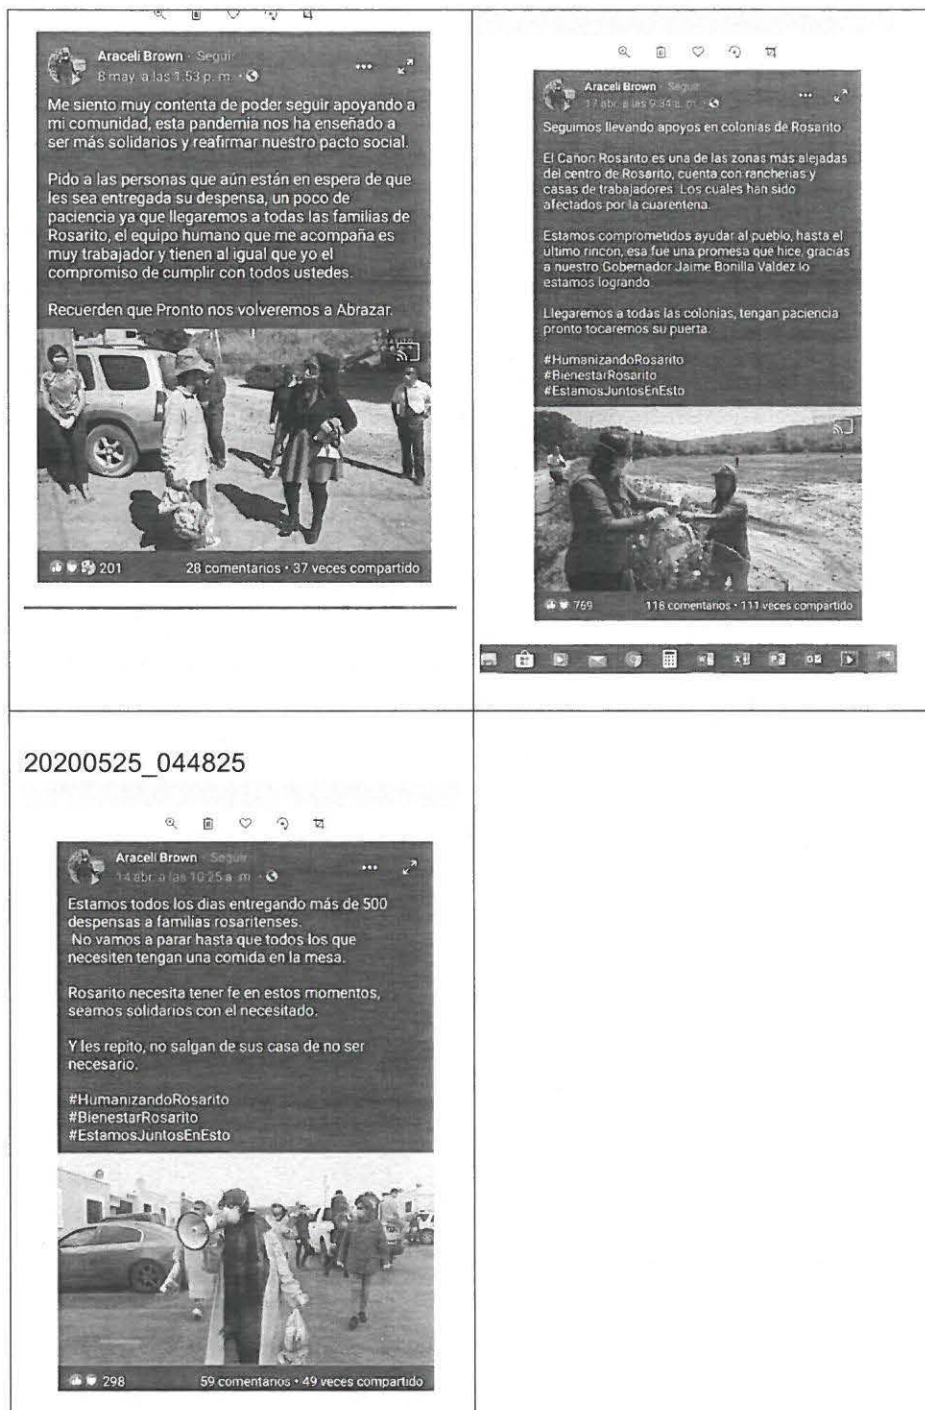 Araceli Brown · Seguir
8 may. a las 1:53 p. m. ·
Me siento muy contenta de poder seguir apoyando a
mi comunidad, esta pandemia nos ha enseñado a
ser más solidarios y reafirmar nuestro pacto social.
Pido a las personas que aún están en espera de que
les sea entregada su despensa, un poco de
paciencia ya que llegaremos a todas las familias de
Rosarito, el equipo humano que me acompaña es
muy trabajador y tienen al igual que yo el
compromiso de cumplir con todos ustedes.
Recuerden que Pronto nos volveremos a Abrazar.
201 28 comentarios • 37 veces compartido
Araceli Brown · Seguir
17 abr. a las 9:34 a. m. ·
Seguimos llevando apoyos en colonias de Rosarito
El Cañon Rosarito es una de las zonas más alejadas
del centro de Rosarito, cuenta con rancherias y
casas de trabajadores. Los cuales han sido
afectados por la cuarentena.
Estamos comprometidos ayudar al pueblo, hasta el
último rincon, esa fue una promesa que hice, gracias
a nuestro Gobernador Jaime Bonilla Valdez lo
estamos logrando.
Llegaremos a todas las colonias, tengan paciencia
pronto tocaremos su puerta.
#HumanizandoRosarito
#BienestarRosarito
#EstamosJuntosEnEsto
769 116 comentarios • 111 veces compartido
20200525_044825
Araceli Brown · Seguir
14 abr. a las 10:25 a. m. ·
Estamos todos los dias entregando más de 500
despensas a familias rosaritenses.
No vamos a parar hasta que todos los que
necesiten tengan una comida en la mesa.
Rosarito necesita tener fe en estos momentos,
seamos solidarios con el necesitado.
Y les repito, no salgan de sus casa de no ser
necesario.
#HumanizandoRosarito
#BienestarRosarito
#EstamosJuntosEnEsto
298 59 comentarios • 49 veces compartido